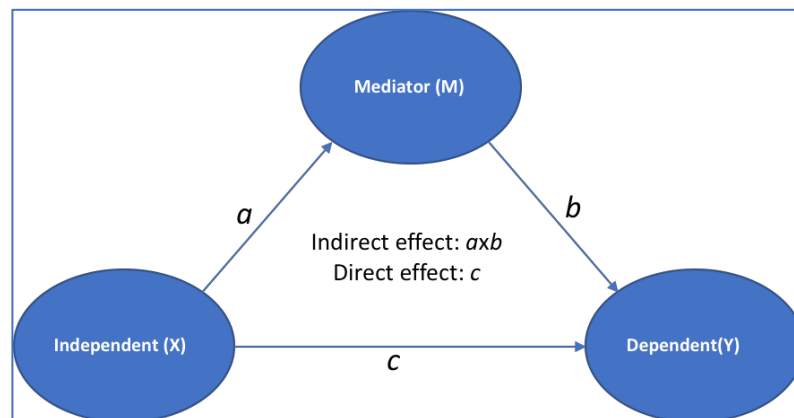 Mediator (M)
a
b
Indirect effect: axb
Direct effect: c
Independent (X)
Dependent(Y)
c